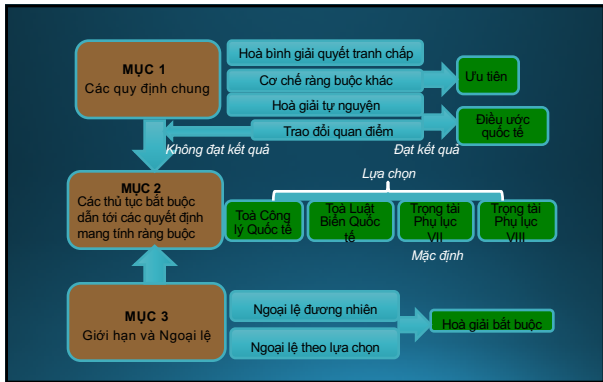 MỤC 1
Các quy định chung
Hoà bình giải quyết tranh chấp
Cơ chế ràng buộc khác
Hoà giải tự nguyện
Trao đổi quan điểm
Ưu tiên
Điều ước
quốc tế
Không đạt kết quả
Đạt kết quả
MỤC 2
Các thủ tục bắt buộc
dẫn tới các quyết định
mang tính ràng buộc
Lựa chọn
Toà Công
lý Quốc tế
Toà Luật
Biển Quốc
tế
Trọng tài
Phụ lục
VII
Trọng tài
Phụ lục
VIII
Mặc định
MỤC 3
Giới hạn và Ngoại lệ
Ngoại lệ đương nhiên
Ngoại lệ theo lựa chọn
Hoà giải bắt buộc